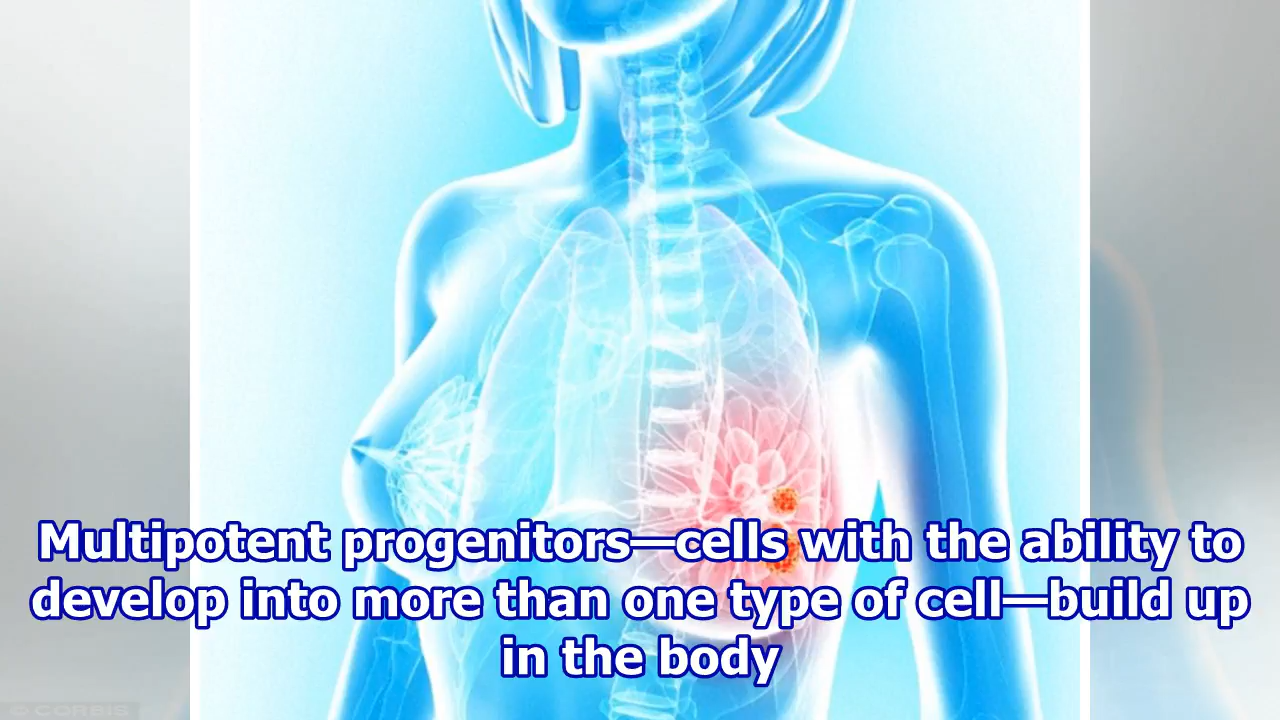 Multipotent progenitors—cells with the ability to
develop into more than one type of cell—build up
in the body
© CORBIS